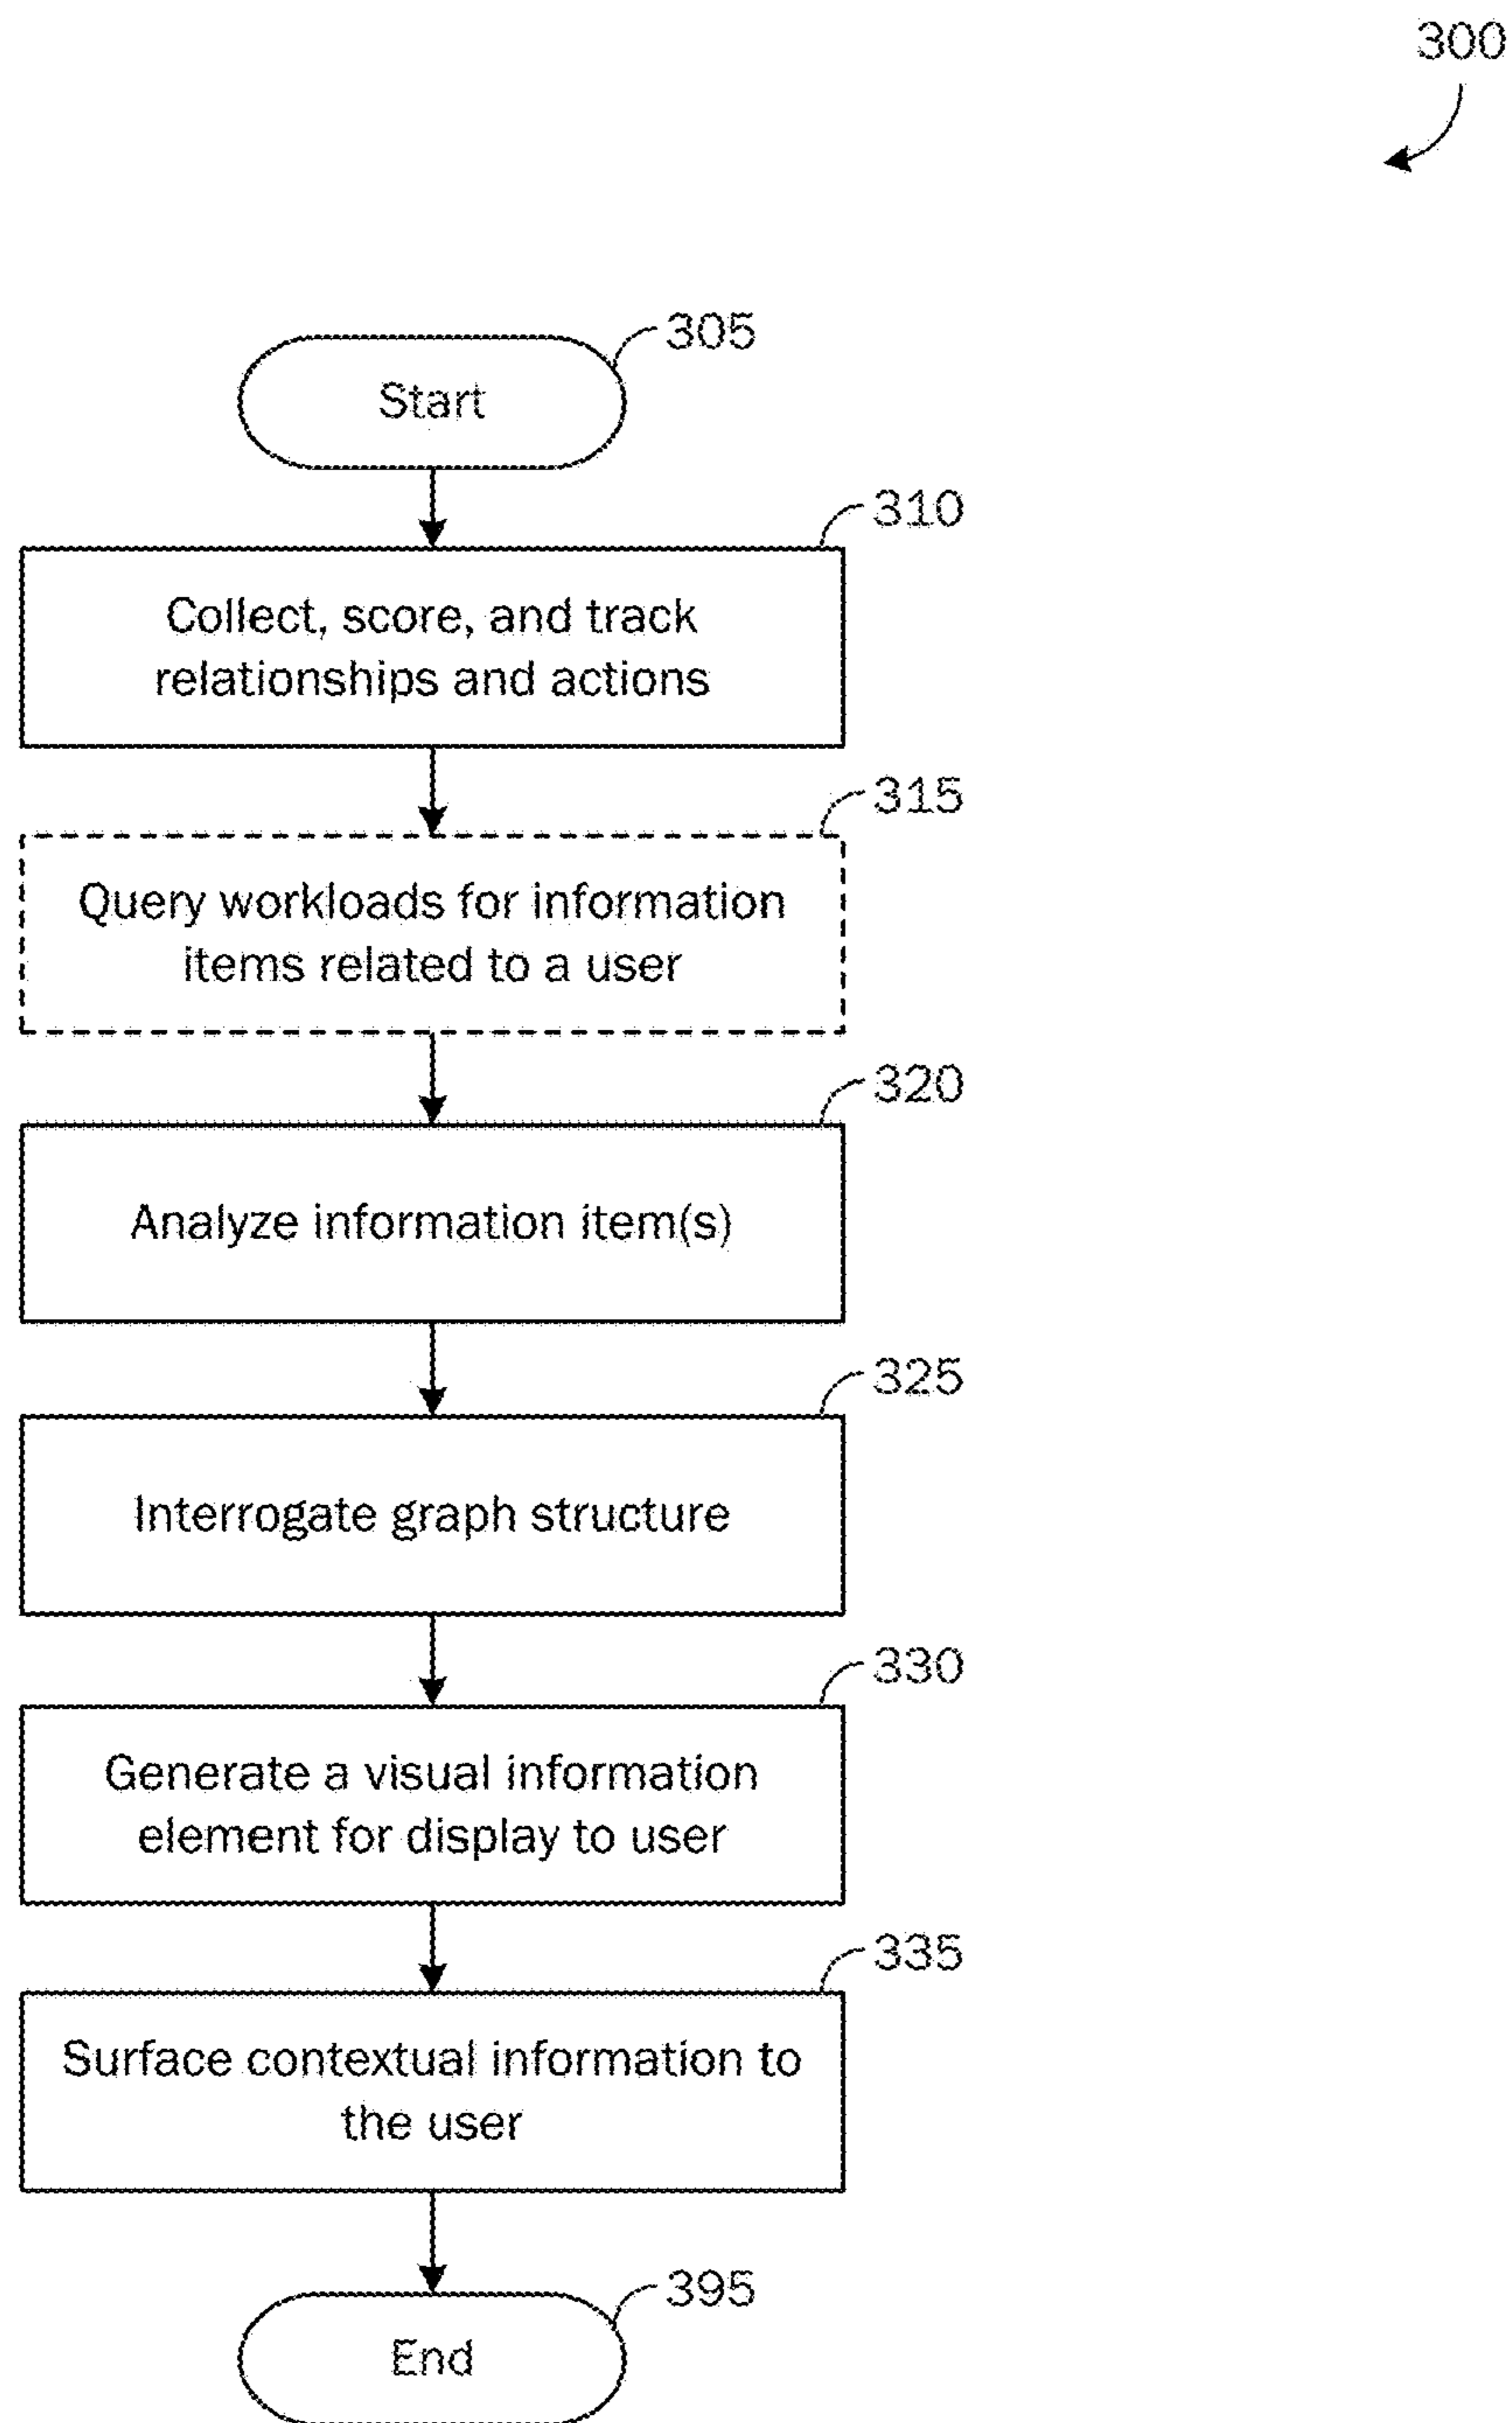 300
305
Start
310
Collect, score, and track
relationships and actions
315
Query workloads for information
items related to a user
320
Analyze information item(s)
325
Interrogate graph structure
330
Generate a visual information
element for display to user
335
Surface contextual information to
the user
395
End